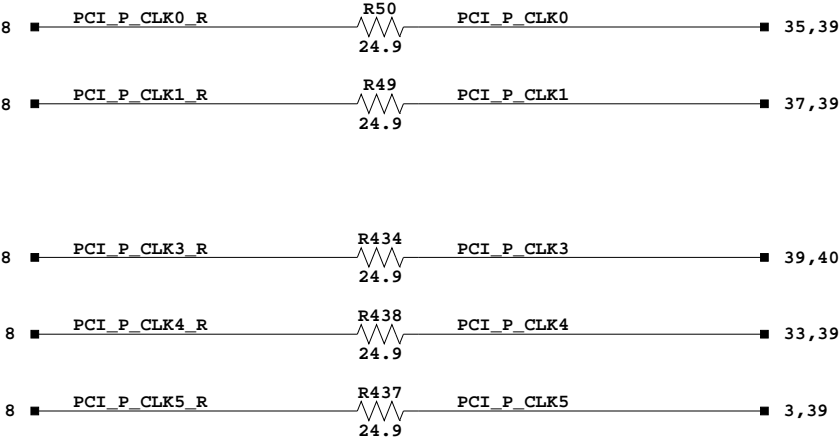 8 PCI_P_CLK0_R R50 24.9 PCI_P_CLK0 35,39
8 PCI_P_CLK1_R R49 24.9 PCI_P_CLK1 37,39
8 PCI_P_CLK3_R R434 24.9 PCI_P_CLK3 39,40
8 PCI_P_CLK4_R R438 24.9 PCI_P_CLK4 33,39
8 PCI_P_CLK5_R R437 24.9 PCI_P_CLK5 3,39